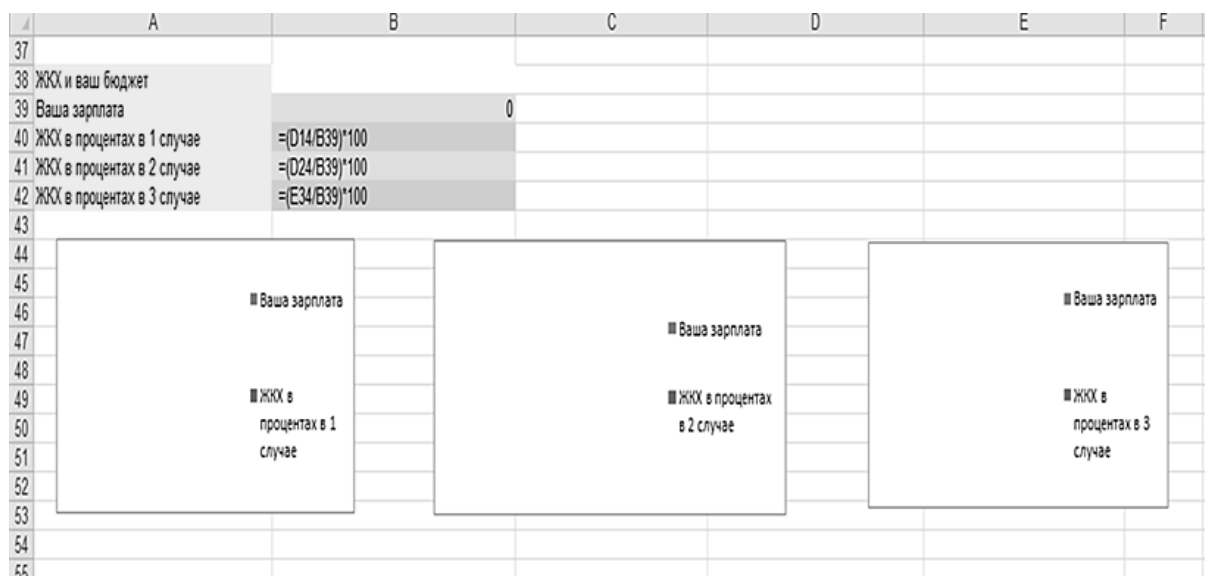 A B C D E F
37
38 ЖКХ и ваш бюджет
39 Ваша зарплата 0
40 ЖКХ в процентах в 1 случае =(D14/B39)*100
41 ЖКХ в процентах в 2 случае =(D24/B39)*100
42 ЖКХ в процентах в 3 случае =(E34/B39)*100
43
44
45
46
47
48
49
50
51
52
53
54
55
Ваша зарплата
ЖКХ в
процентах в 1
случае
Ваша зарплата
ЖКХ в процентах
в 2 случае
Ваша зарплата
ЖКХ в
процентах в 3
случае